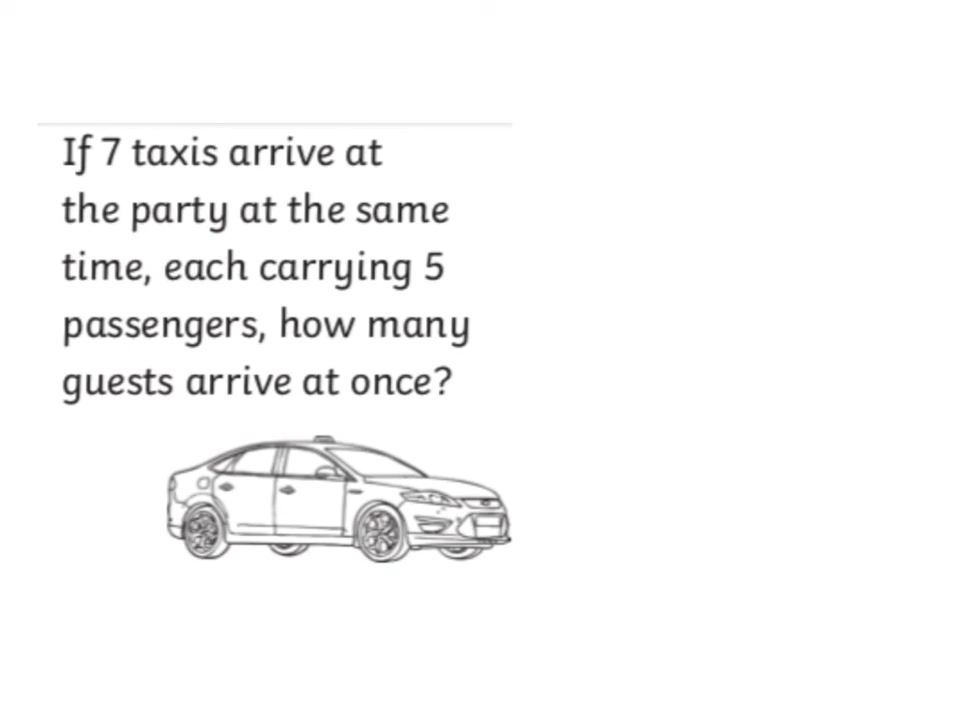 If 7 taxis arrive at
the party at the same
time, each carrying 5
passengers, how many
guests arrive at once?